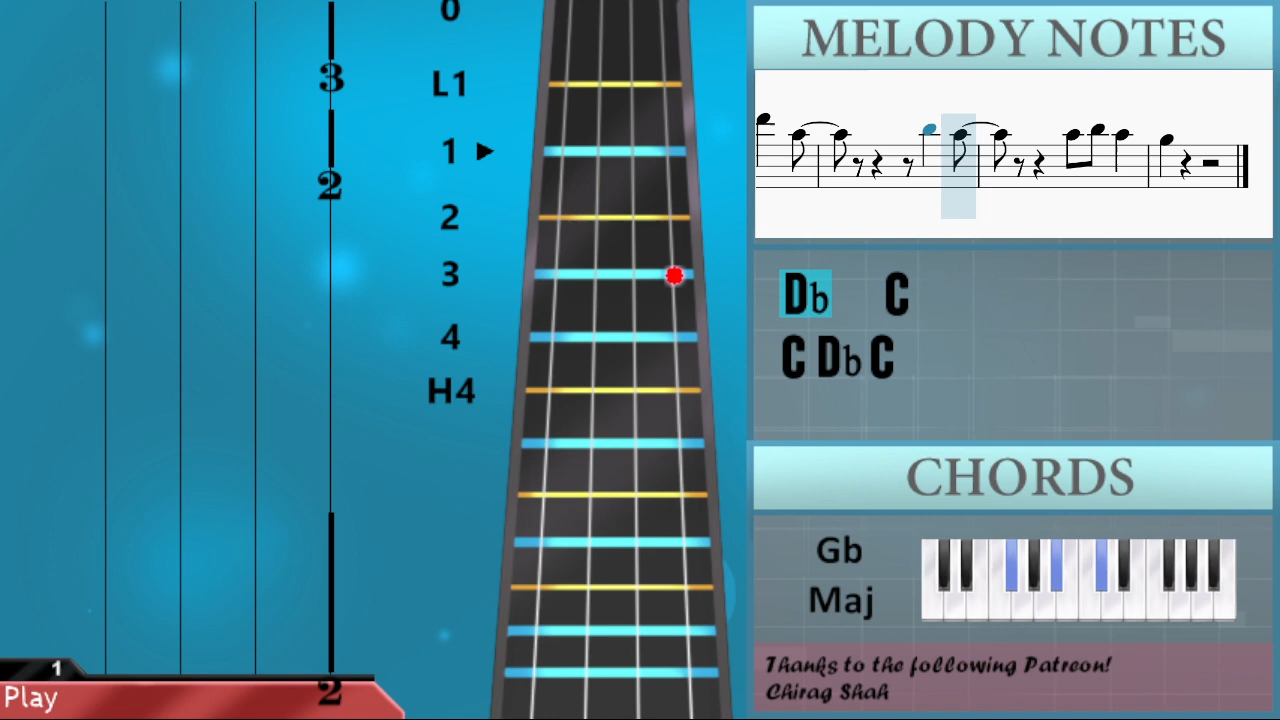 0
3
L1
1
2
2
3
4
H4
1
Play
2
MELODY NOTES
Db C
C Db C
CHORDS
Gb
Maj
Thanks to the following Patreon!
Chirag Shah